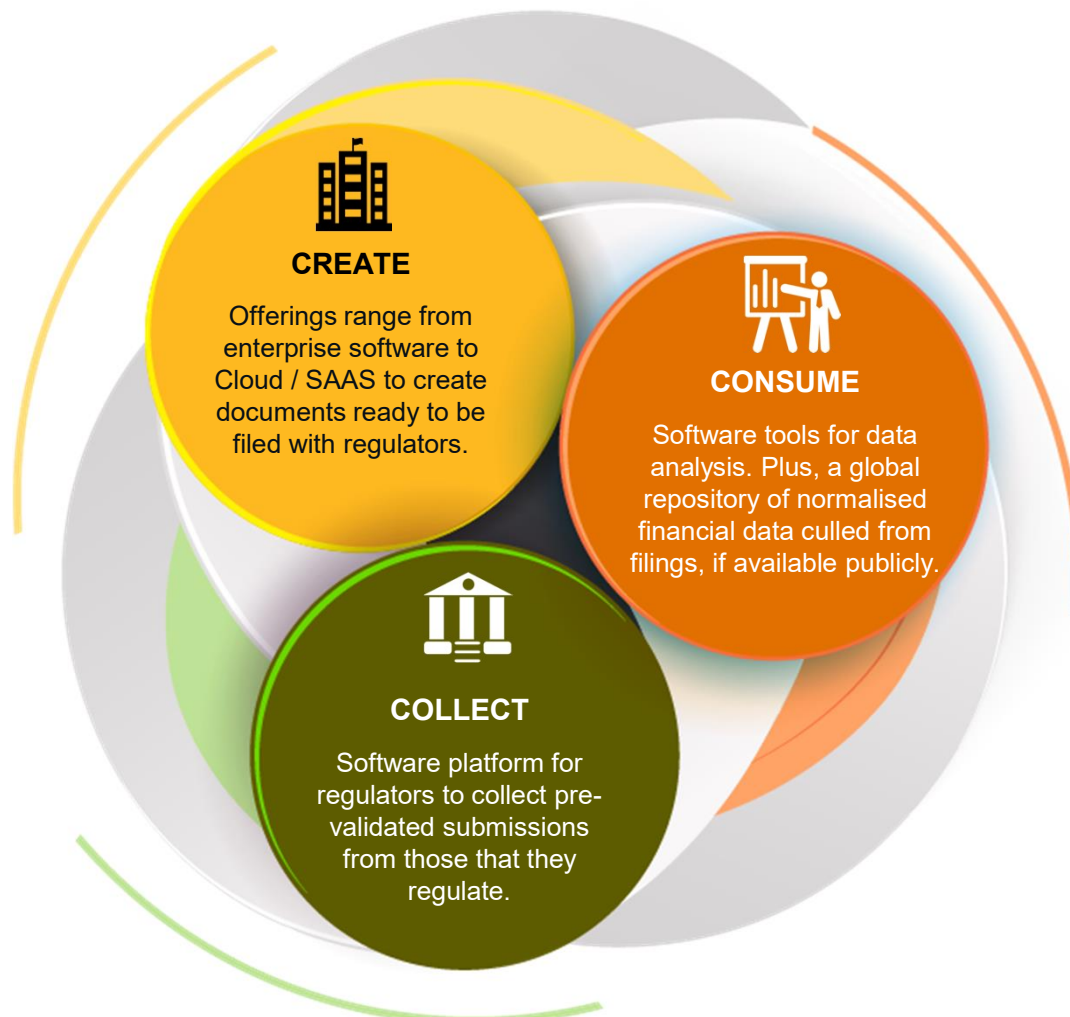 CREATE
Offerings range from
enterprise software to
Cloud / SAAS to create
documents ready to be
filed with regulators.
CONSUME
Software tools for data
analysis. Plus, a global
repository of normalised
financial data culled from
filings, if available publicly.
COLLECT
Software platform for
regulators to collect pre-
validated submissions
from those that they
regulate.